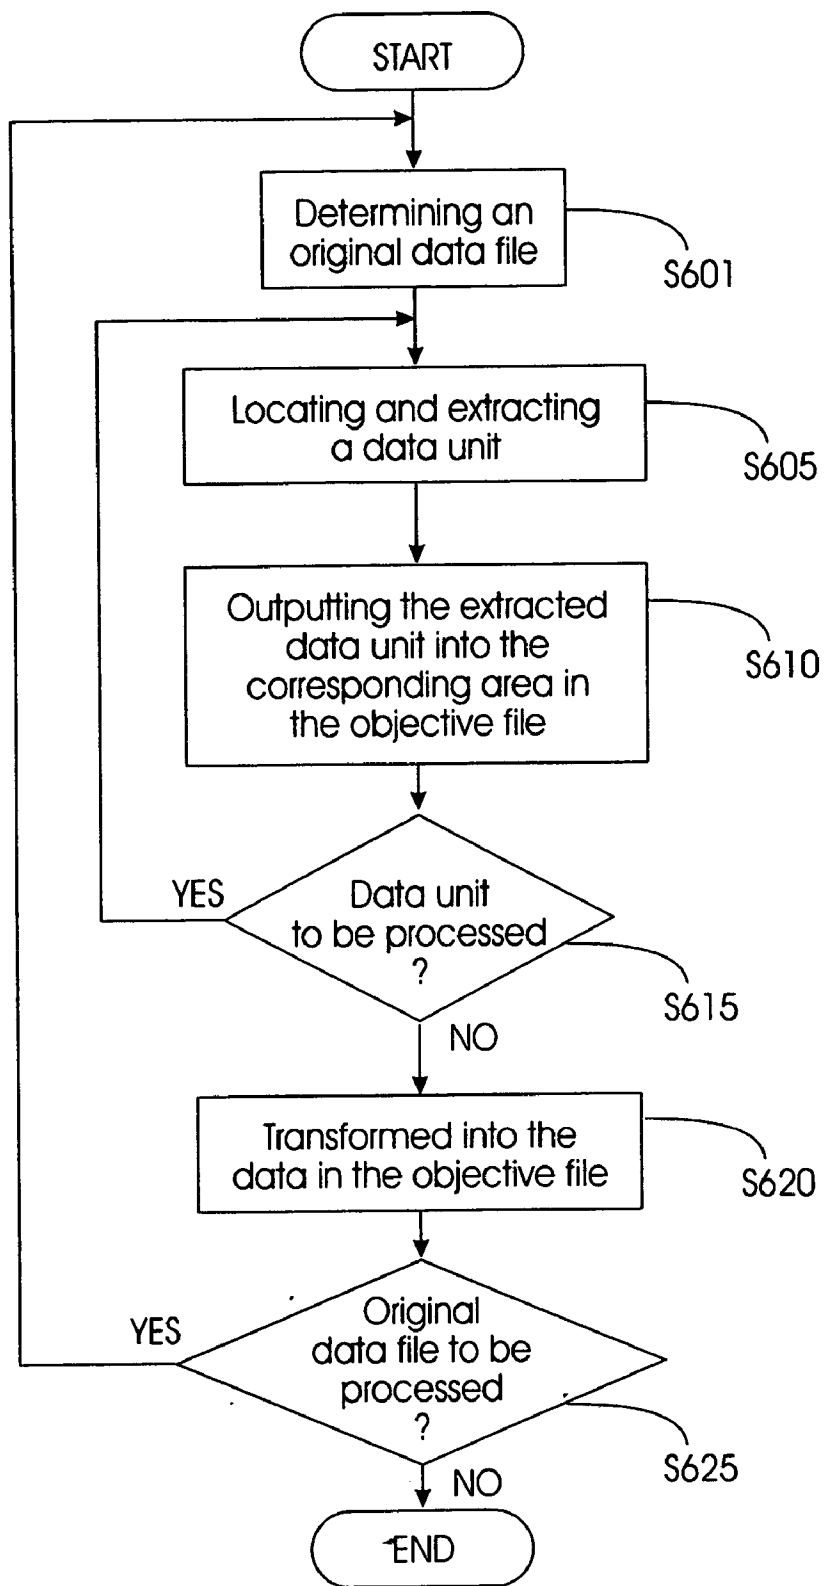 START
Determining an
original data file
S601
Locating and extracting
a data unit
S605
Outputting the extracted
data unit into the
corresponding area in
the objective file
S610
YES
Data unit
to be processed
?
S615
NO
Transformed into the
data in the objective file
S620
YES
Original
data file to be
processed
?
S625
NO
END